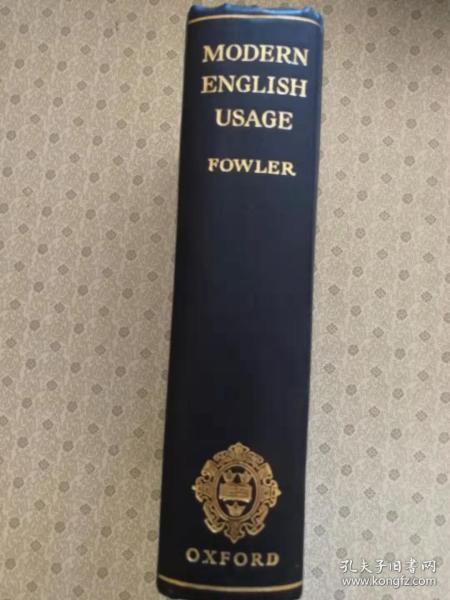 MODERN
ENGLISH
USAGE
FOWLER
OXFORD
孔夫子旧书网
www.kongfz.com